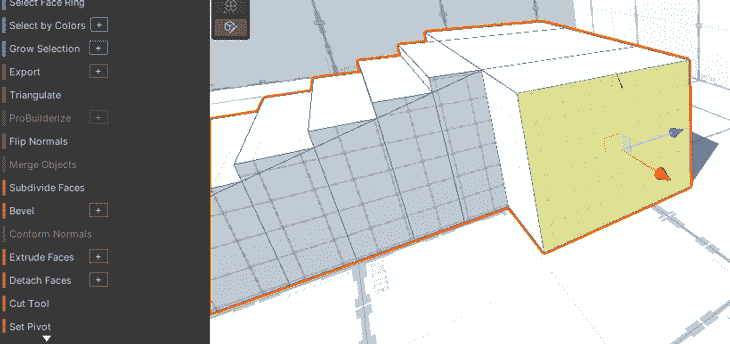 Select Face Ring
Select by Colors +
Grow Selection +
Export +
Triangulate
ProBuilderize +
Flip Normals
Merge Objects
Subdivide Faces
Bevel +
Conform Normals
Extrude Faces +
Detach Faces +
Cut Tool
Set Pivot